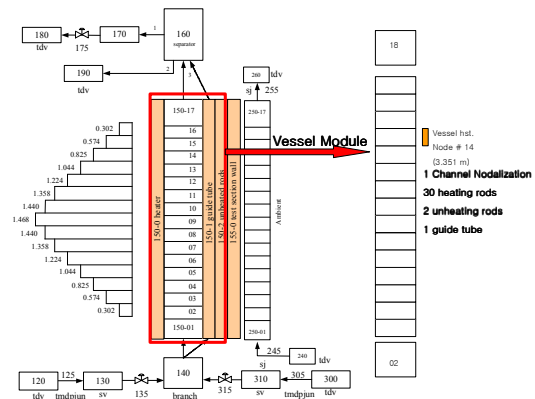 180
tdv
175
170
1
160
separator
2
3
190
tdv
260
tdv
sj
255
18
0.302
0.574
0.825
1.044
1.224
1.358
1.440
1.468
1.440
1.358
1.224
1.044
0.825
0.574
0.302
150-0 heater
150-17
16
15
14
13
12
11
10
09
08
07
06
05
04
03
02
150-01
150-1 guide tube
150-2 unheated rods
155-0 test section wall
250-17
250-01
Ambient
Vessel Module
Vessel hst.
Node # 14
(3.351 m)
1 Channel Nodalization
30 heating rods
2 unheating rods
1 guide tube
02
120
tdv
125
tmdpjun
130
sv
135
140
branch
315
310
sv
305
tmdpjun
300
tdv
245
sj
240
tdv